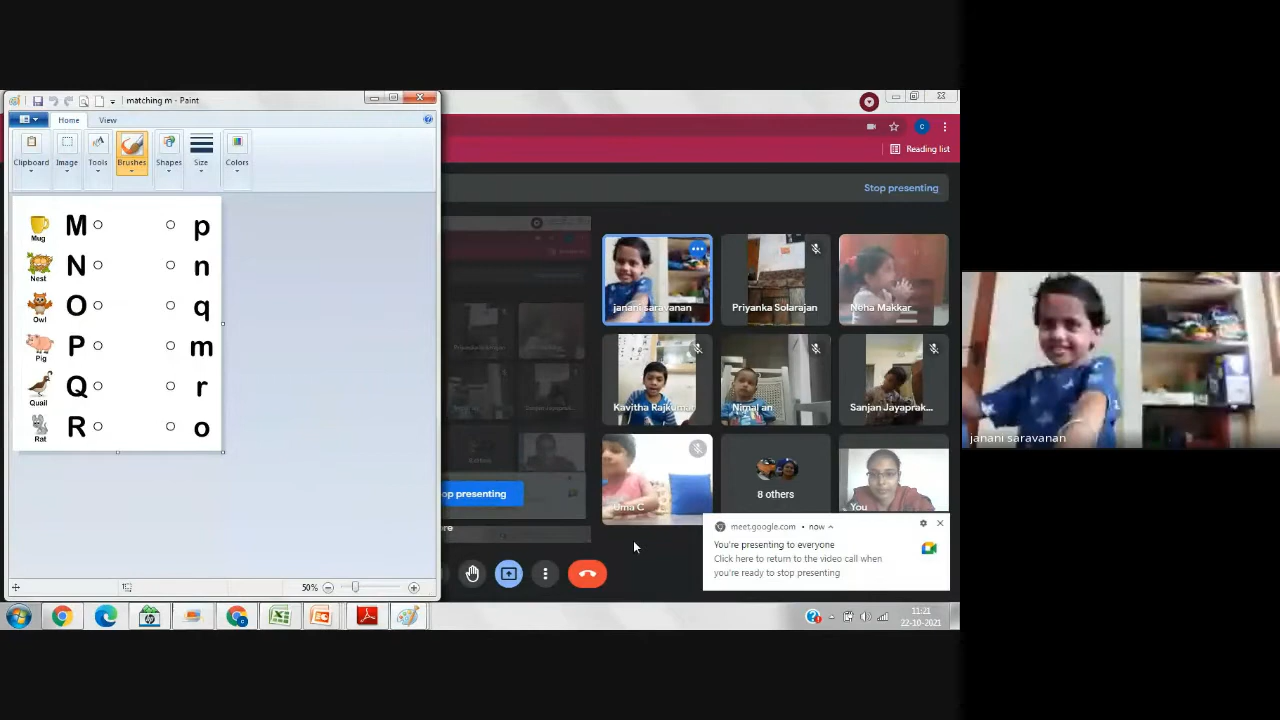 matching m - Paint
Home View
Clipboard Image Tools Brushes Shapes Size Colors
Mug M p
Nest N n
Owl O q
Pig P m
Quail Q r
Rat R o
50%
Reading list
Stop presenting
janani saravanan
Priyanka Solarajan
Neha Makkar
Kavitha Rajkumar
Nimal an
Sanjan Jayaprak...
Uma C
8 others
You
op presenting
meet.google.com • now
You're presenting to everyone
Click here to return to the video call when
you're ready to stop presenting
11:21
22-10-2021
janani saravanan